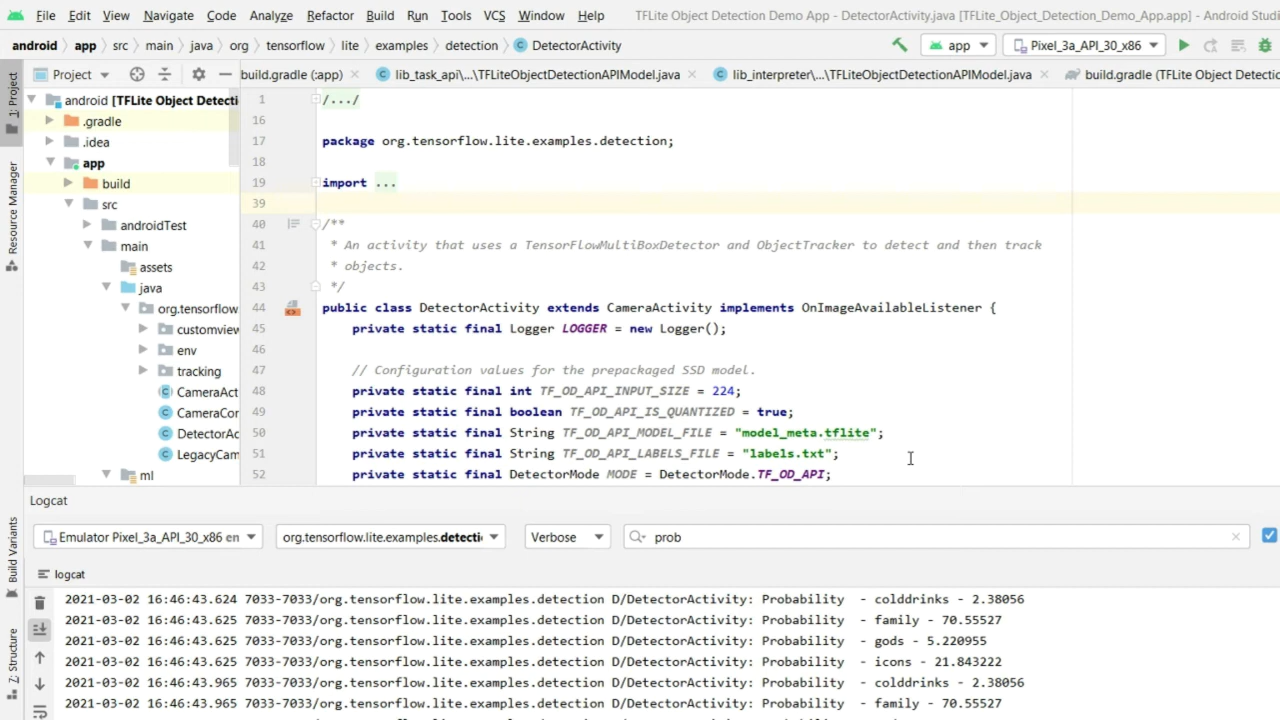 File Edit View Navigate Code Analyze Refactor Build Run Tools VCS Window Help TFLite Object Detection Demo App - DetectorActivity.java [TFLite_Object_Detection_Demo_App.app] - Android Studi
android app src main java org tensorflow lite examples detection DetectorActivity app Pixel_3a_API_30_x86
Project build.gradle (:app) lib_task_api\...\TFLiteObjectDetectionAPIModel.java lib_interpreter\...\TFLiteObjectDetectionAPIModel.java build.gradle (TFLite Object Detectio
1: Project
Resource Manager
Build Variants
Z: Structure
android [TFLite Object Detecti
.gradle
.idea
app
build
src
androidTest
main
assets
java
org.tensorflow
customview
env
tracking
CameraAct
CameraCor
DetectorAc
LegacyCam
ml
1 /.../
16
17 package org.tensorflow.lite.examples.detection;
18
19 import ...
39
40 /**
41 * An activity that uses a TensorFlowMultiBoxDetector and ObjectTracker to detect and then track
42 * objects.
43 */
44 public class DetectorActivity extends CameraActivity implements OnImageAvailableListener {
45 private static final Logger LOGGER = new Logger();
46
47 // Configuration values for the prepackaged SSD model.
48 private static final int TF_OD_API_INPUT_SIZE = 224;
49 private static final boolean TF_OD_API_IS_QUANTIZED = true;
50 private static final String TF_OD_API_MODEL_FILE = "model_meta.tflite";
51 private static final String TF_OD_API_LABELS_FILE = "labels.txt";
52 private static final DetectorMode MODE = DetectorMode.TF_OD_API;
Logcat
Emulator Pixel_3a_API_30_x86 en org.tensorflow.lite.examples.detectio Verbose prob
logcat
2021-03-02 16:46:43.624 7033-7033/org.tensorflow.lite.examples.detection D/DetectorActivity: Probability - colddrinks - 2.38056
2021-03-02 16:46:43.625 7033-7033/org.tensorflow.lite.examples.detection D/DetectorActivity: Probability - family - 70.55527
2021-03-02 16:46:43.625 7033-7033/org.tensorflow.lite.examples.detection D/DetectorActivity: Probability - gods - 5.220955
2021-03-02 16:46:43.625 7033-7033/org.tensorflow.lite.examples.detection D/DetectorActivity: Probability - icons - 21.843222
2021-03-02 16:46:43.965 7033-7033/org.tensorflow.lite.examples.detection D/DetectorActivity: Probability - colddrinks - 2.38056
2021-03-02 16:46:43.965 7033-7033/org.tensorflow.lite.examples.detection D/DetectorActivity: Probability - family - 70.55527